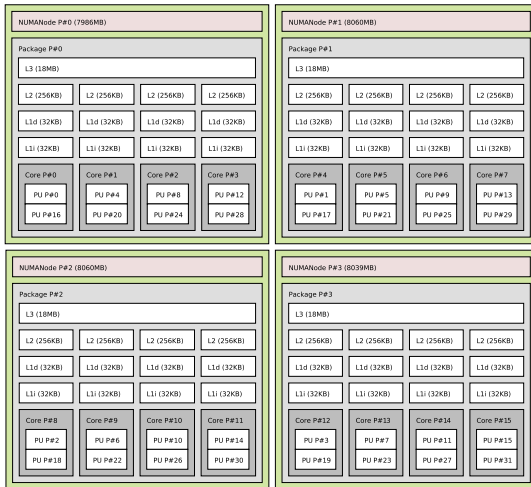 NUMANode P#0 (7986MB)
Package P#0
L3 (18MB)
L2 (256KB) L2 (256KB) L2 (256KB) L2 (256KB)
L1d (32KB) L1d (32KB) L1d (32KB) L1d (32KB)
L1i (32KB) L1i (32KB) L1i (32KB) L1i (32KB)
Core P#0 Core P#1 Core P#2 Core P#3
PU P#0 PU P#4 PU P#8 PU P#12
PU P#16 PU P#20 PU P#24 PU P#28
NUMANode P#1 (8060MB)
Package P#1
L3 (18MB)
L2 (256KB) L2 (256KB) L2 (256KB) L2 (256KB)
L1d (32KB) L1d (32KB) L1d (32KB) L1d (32KB)
L1i (32KB) L1i (32KB) L1i (32KB) L1i (32KB)
Core P#4 Core P#5 Core P#6 Core P#7
PU P#1 PU P#5 PU P#9 PU P#13
PU P#17 PU P#21 PU P#25 PU P#29
NUMANode P#2 (8060MB)
Package P#2
L3 (18MB)
L2 (256KB) L2 (256KB) L2 (256KB) L2 (256KB)
L1d (32KB) L1d (32KB) L1d (32KB) L1d (32KB)
L1i (32KB) L1i (32KB) L1i (32KB) L1i (32KB)
Core P#8 Core P#9 Core P#10 Core P#11
PU P#2 PU P#6 PU P#10 PU P#14
PU P#18 PU P#22 PU P#26 PU P#30
NUMANode P#3 (8039MB)
Package P#3
L3 (18MB)
L2 (256KB) L2 (256KB) L2 (256KB) L2 (256KB)
L1d (32KB) L1d (32KB) L1d (32KB) L1d (32KB)
L1i (32KB) L1i (32KB) L1i (32KB) L1i (32KB)
Core P#12 Core P#13 Core P#14 Core P#15
PU P#3 PU P#7 PU P#11 PU P#15
PU P#19 PU P#23 PU P#27 PU P#31